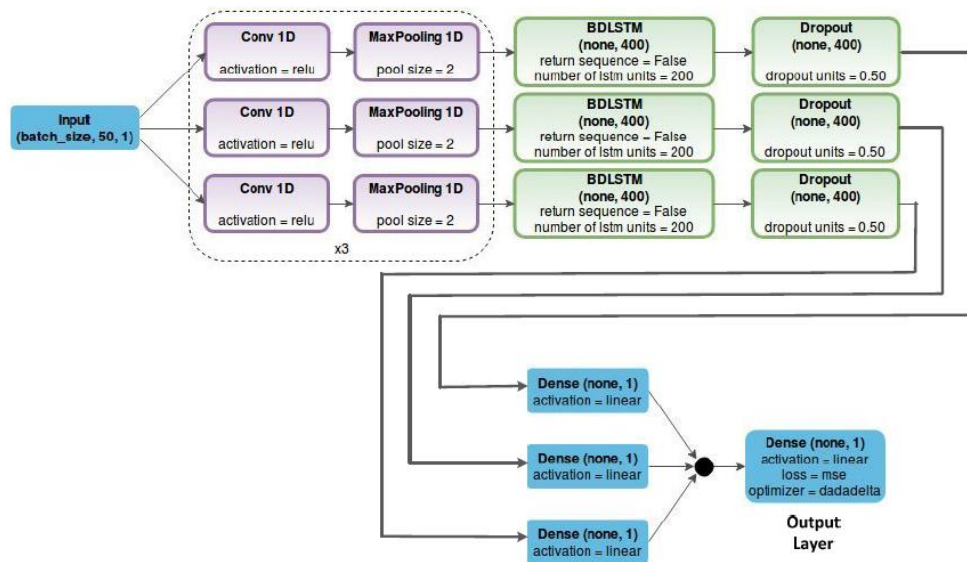 Conv 1D
activation = relu
MaxPooling 1D
pool size = 2
BDLSTM
(none, 400)
return sequence = False
number of lstm units = 200
Dropout
(none, 400)
dropout units = 0.50
Input
(batch_size, 50, 1)
Conv 1D
activation = relu
MaxPooling 1D
pool size = 2
BDLSTM
(none, 400)
return sequence = False
number of lstm units = 200
Dropout
(none, 400)
dropout units = 0.50
Conv 1D
activation = relu
MaxPooling 1D
pool size = 2
BDLSTM
(none, 400)
return sequence = False
number of lstm units = 200
Dropout
(none, 400)
dropout units = 0.50
x3
Dense (none, 1)
activation = linear
Dense (none, 1)
activation = linear
Dense (none, 1)
activation = linear
Dense (none, 1)
activation = linear
loss = mse
optimizer = dadadelta
Output
Layer